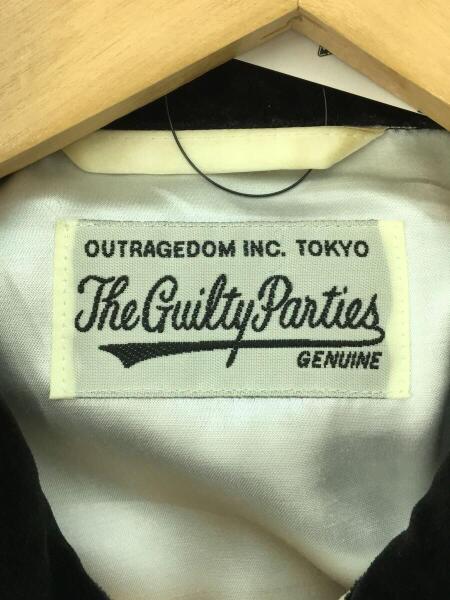 OUTRAGEDOM INC. TOKYO
The Guilty Parties
GENUINE